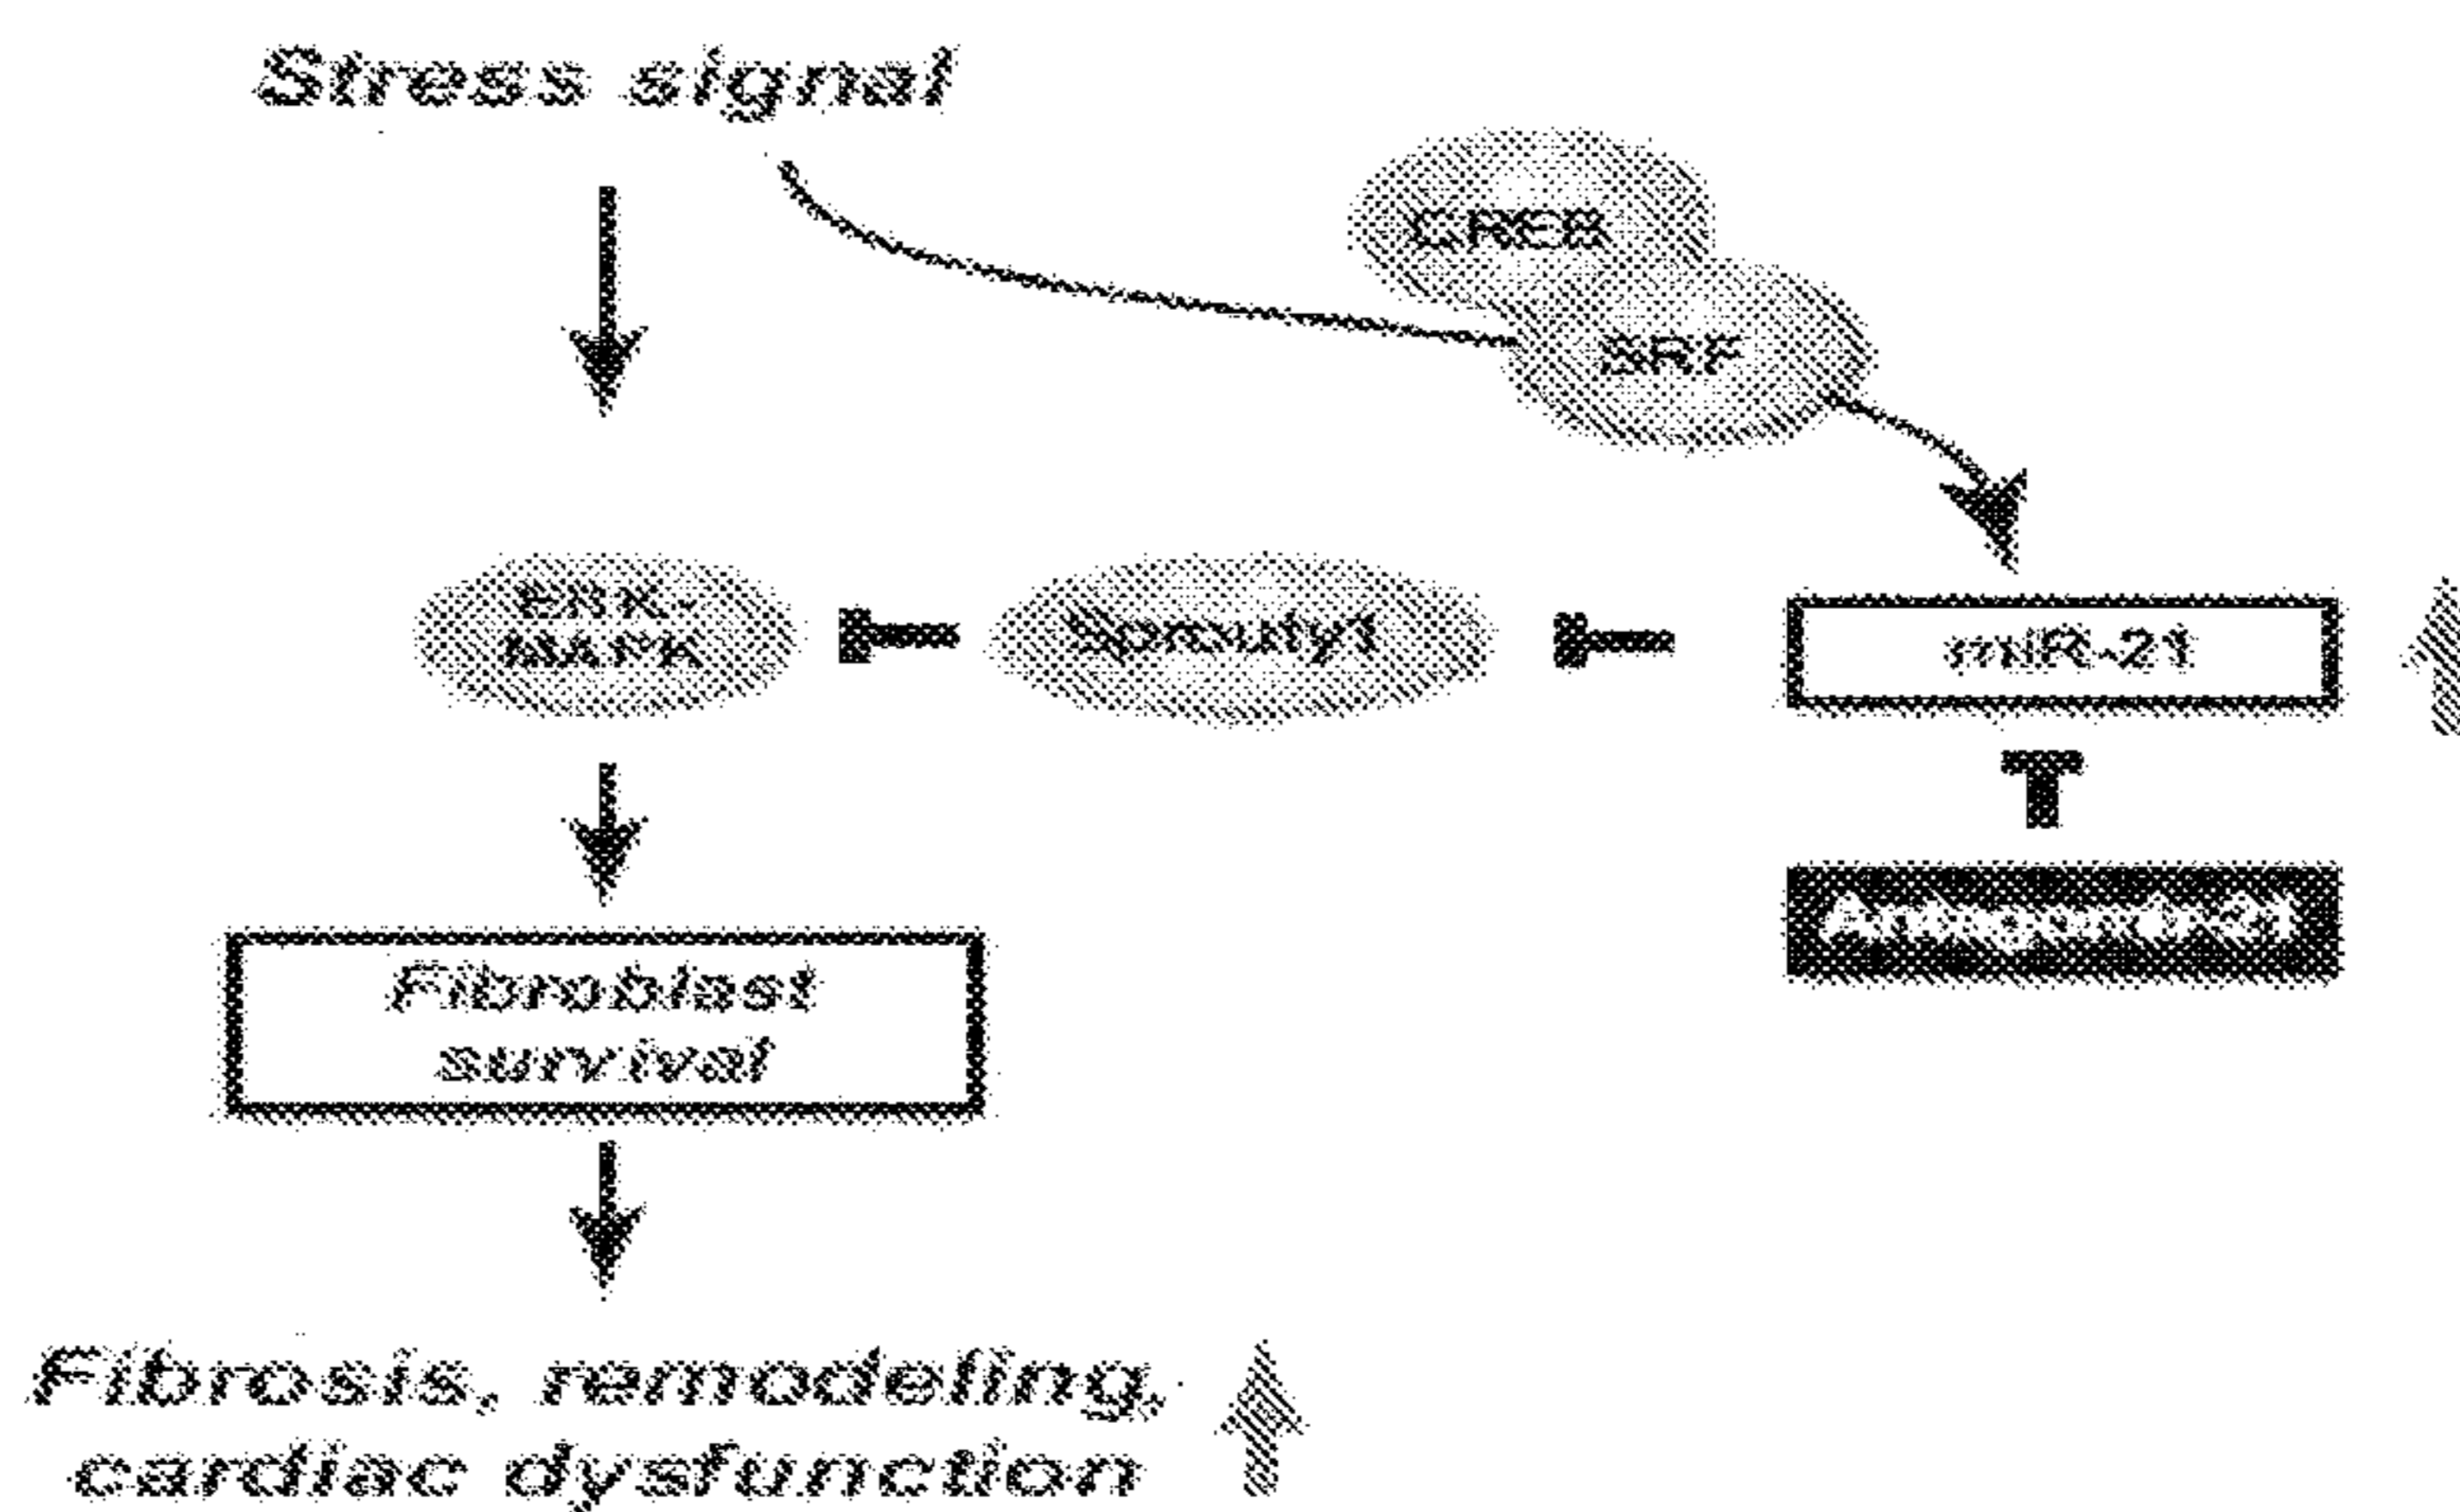 Stress signal
CREB
SRF
ERK-
MAPK
Sprouty1
miR-21
Fibroblast
survival
Fibrosis, remodeling,
cardiac dysfunction